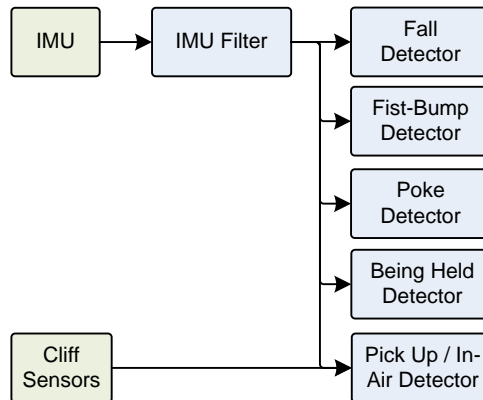 IMU
IMU Filter
Fall
Detector
Fist-Bump
Detector
Poke
Detector
Being Held
Detector
Cliff
Sensors
Pick Up / In-
Air Detector